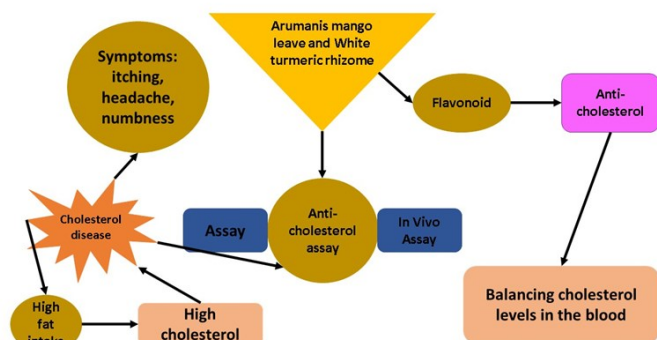 Arumanis mango
leave and White
turmeric rhizome
Symptoms:
itching,
headache,
numbness
Flavonoid
Anti-
cholesterol
Cholesterol
disease
Assay
Anti-
cholesterol
assay
In Vivo
Assay
High
fat
High
cholesterol
Balancing cholesterol
levels in the blood